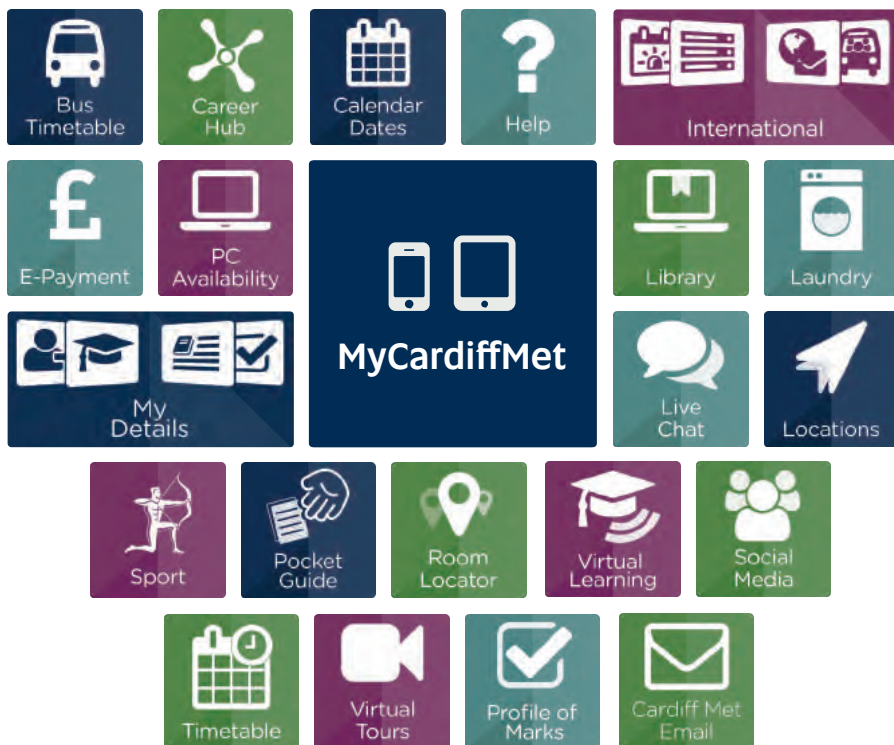 Bus
Timetable
Career
Hub
Calendar
Dates
Help
International
£
E-Payment
PC
Availability
MyCardiffMet
Library
Laundry
My
Details
Live
Chat
Locations
Sport
Pocket
Guide
Room
Locator
Virtual
Learning
Social
Media
Timetable
Virtual
Tours
Profile of
Marks
Cardiff Met
Email